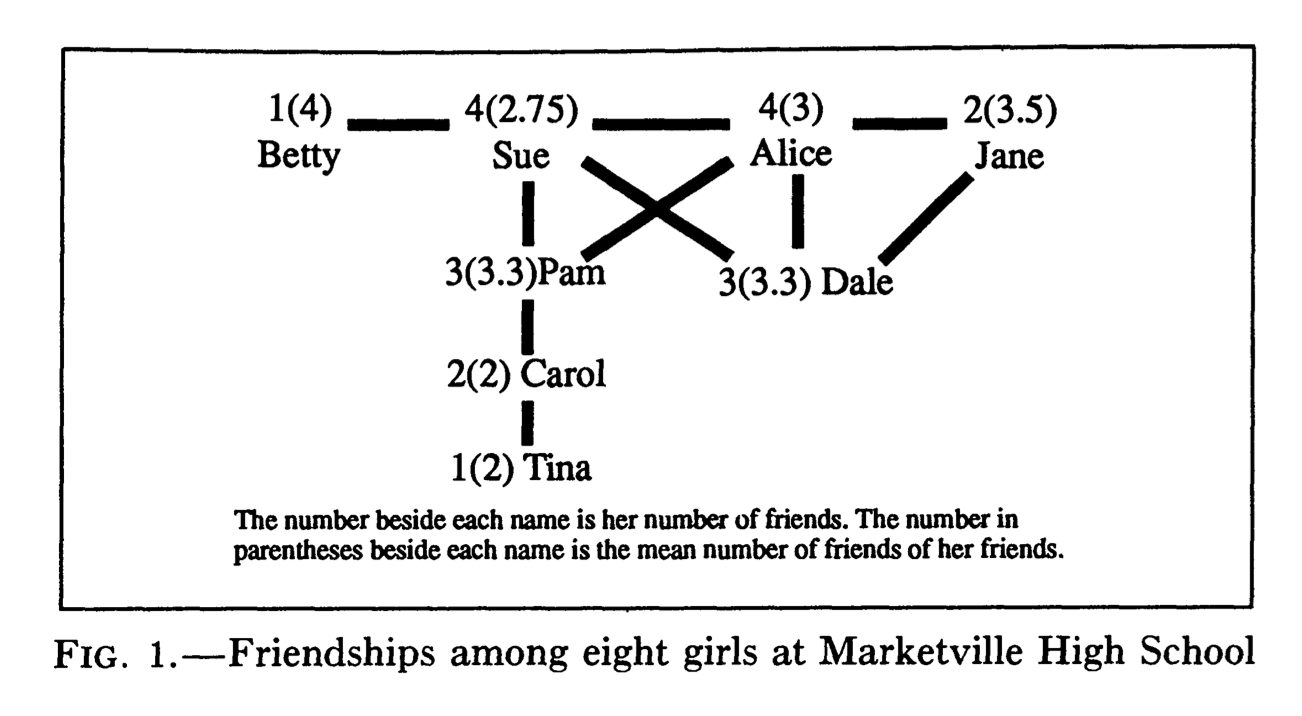 1(4) 4(2.75) 4(3) 2(3.5)
Betty Sue Alice Jane
3(3.3)Pam 3(3.3) Dale
2(2) Carol
1(2) Tina
The number beside each name is her number of friends. The number in
parentheses beside each name is the mean number of friends of her friends.
FIG. 1.—Friendships among eight girls at Marketville High School